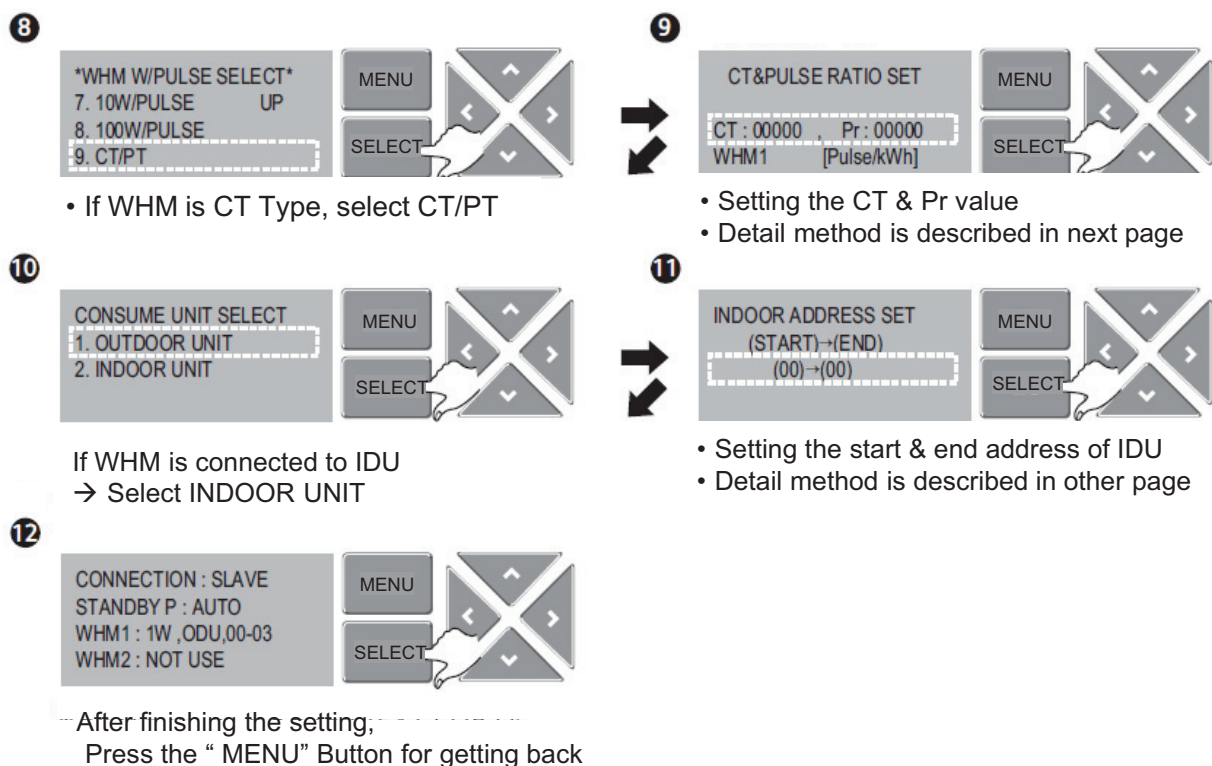 8
*WHM W/PULSE SELECT*
7. 10W/PULSE UP
8. 100W/PULSE
9. CT/PT
MENU
SELECT
• If WHM is CT Type, select CT/PT
9
CT&PULSE RATIO SET
CT : 00000 , Pr : 00000
WHM1 [Pulse/kWh]
MENU
SELECT
• Setting the CT & Pr value
• Detail method is described in next page
10
CONSUME UNIT SELECT
1. OUTDOOR UNIT
2. INDOOR UNIT
MENU
SELECT
If WHM is connected to IDU
→ Select INDOOR UNIT
11
INDOOR ADDRESS SET
(START)→(END)
(00)→(00)
MENU
SELECT
• Setting the start & end address of IDU
• Detail method is described in other page
12
CONNECTION : SLAVE
STANDBY P : AUTO
WHM1 : 1W ,ODU,00-03
WHM2 : NOT USE
MENU
SELECT
After finishing the setting,
Press the “ MENU” Button for getting back